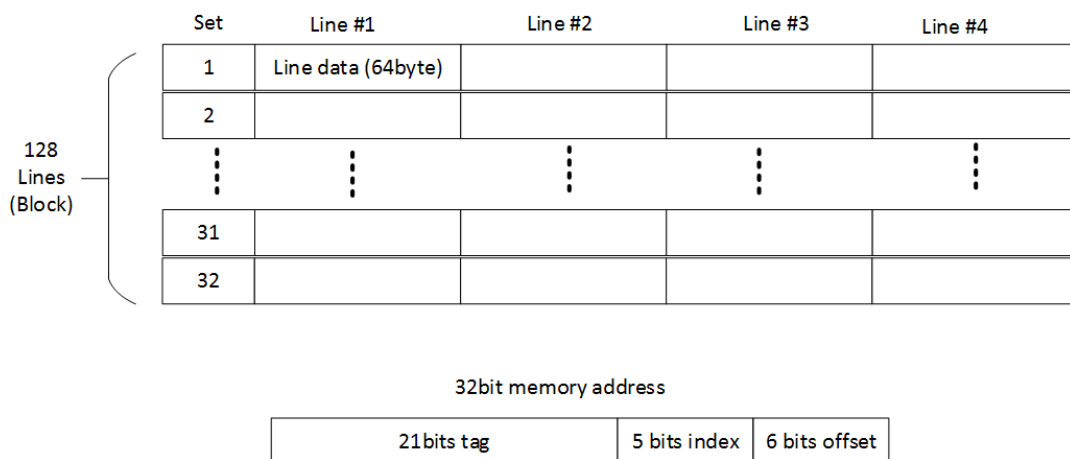 Set Line #1 Line #2 Line #3 Line #4
1 Line data (64byte)
2
128
Lines
(Block)
31
32
32bit memory address
21bits tag 5 bits index 6 bits offset